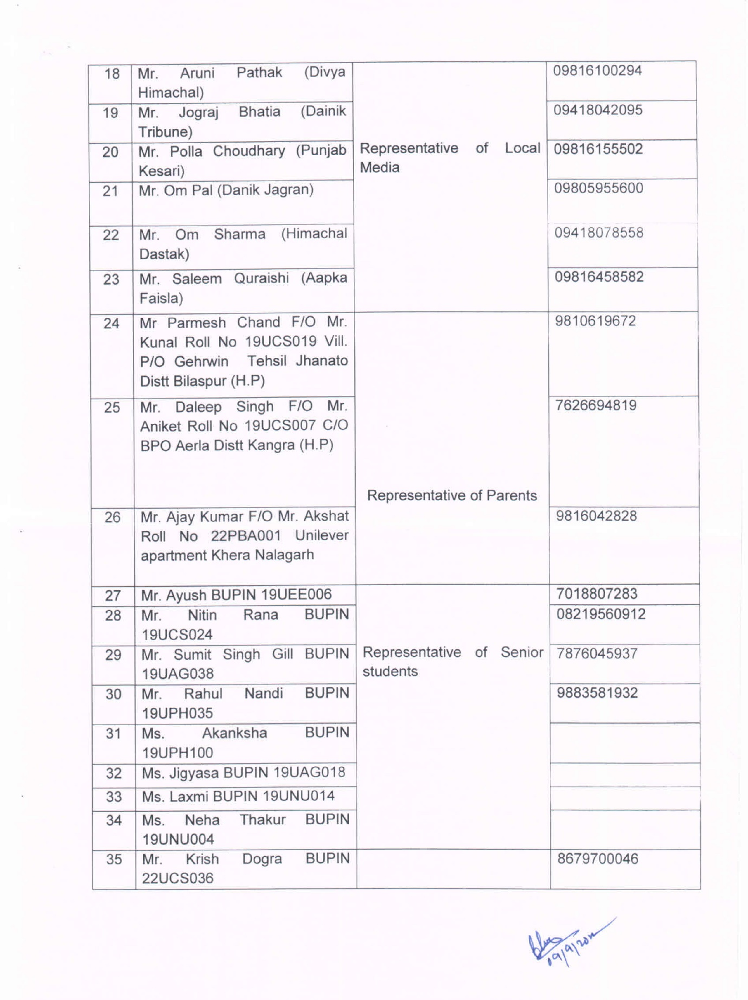 18 Mr. Aruni Pathak (Divya 09816100294
Himachal)
19 Mr. Jograj Bhatia (Dainik 09418042095
Tribune)
20 Mr. Polla Choudhary (Punjab Representative of Local 09816155502
Kesari) Media
21 Mr. Om Pal (Danik Jagran) 09805955600
22 Mr. Om Sharma (Himachal 09418078558
Dastak)
23 Mr. Saleem Quraishi (Aapka 09816458582
Faisla)
24 Mr Parmesh Chand F/O Mr. 9810619672
Kunal Roll No 19UCS019 Vill.
P/O Gehrwin Tehsil Jhanato
Distt Bilaspur (H.P)
25 Mr. Daleep Singh F/O Mr. 7626694819
Aniket Roll No 19UCS007 C/O
BPO Aerla Distt Kangra (H.P)
Representative of Parents
26 Mr. Ajay Kumar F/O Mr. Akshat 9816042828
Roll No 22PBA001 Unilever
apartment Khera Nalagarh
27 Mr. Ayush BUPIN 19UEE006 7018807283
28 Mr. Nitin Rana BUPIN 08219560912
19UCS024
29 Mr. Sumit Singh Gill BUPIN Representative of Senior 7876045937
19UAG038 students
30 Mr. Rahul Nandi BUPIN 9883581932
19UPH035
31 Ms. Akanksha BUPIN
19UPH100
32 Ms. Jigyasa BUPIN 19UAG018
33 Ms. Laxmi BUPIN 19UNU014
34 Ms. Neha Thakur BUPIN
19UNU004
35 Mr. Krish Dogra BUPIN 8679700046
22UCS036